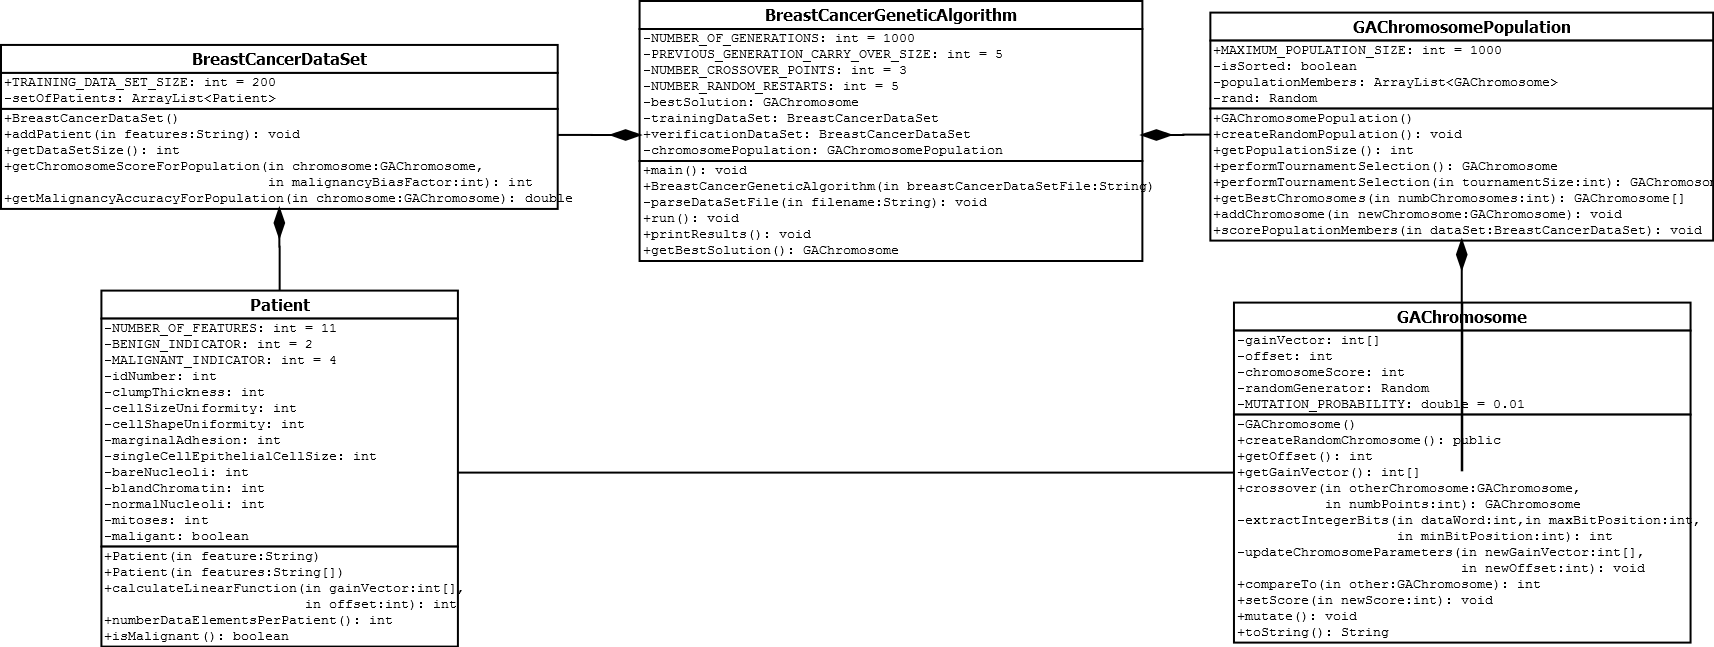 BreastCancerDataSet
+TRAINING_DATA_SET_SIZE: int = 200
-setOfPatients: ArrayList<Patient>
+BreastCancerDataSet()
+addPatient(in features:String): void
+getDataSetSize(): int
+getChromosomeScoreForPopulation(in chromosome:GAChromosome,
in malignancyBiasFactor:int): int
+getMalignancyAccuracyForPopulation(in chromosome:GAChromosome): double
BreastCancerGeneticAlgorithm
-NUMBER_OF_GENERATIONS: int = 1000
-PREVIOUS_GENERATION_CARRY_OVER_SIZE: int = 5
-NUMBER_CROSSOVER_POINTS: int = 3
-NUMBER_RANDOM_RESTARTS: int = 5
-bestSolution: GAChromosome
-trainingDataSet: BreastCancerDataSet
+verificationDataSet: BreastCancerDataSet
-chromosomePopulation: GAChromosomePopulation
+main(): void
+BreastCancerGeneticAlgorithm(in breastCancerDataSetFile:String)
-parseDataSetFile(in filename:String): void
+run(): void
+printResults(): void
+getBestSolution(): GAChromosome
GAChromosomePopulation
+MAXIMUM_POPULATION_SIZE: int = 1000
-isSorted: boolean
-populationMembers: ArrayList<GAChromosome>
-rand: Random
+GAChromosomePopulation()
+createRandomPopulation(): void
+getPopulationSize(): int
+performTournamentSelection(): GAChromosome
+performTournamentSelection(in tournamentSize:int): GAChromoso
+getBestChromosomes(in numbChromosomes:int): GAChromosome[]
+addChromosome(in newChromosome:GAChromosome): void
+scorePopulationMembers(in dataSet:BreastCancerDataSet): void
Patient
-NUMBER_OF_FEATURES: int = 11
-BENIGN_INDICATOR: int = 2
-MALIGNANT_INDICATOR: int = 4
-idNumber: int
-clumpThickness: int
-cellSizeUniformity: int
-cellShapeUniformity: int
-marginalAdhesion: int
-singleCellEpithelialCellSize: int
-bareNucleoli: int
-blandChromatin: int
-normalNucleoli: int
-mitoses: int
-maligant: boolean
+Patient(in feature:String)
+Patient(in features:String[])
+calculateLinearFunction(in gainVector:int[],
in offset:int): int
+numberDataElementsPerPatient(): int
+isMalignant(): boolean
GAChromosome
-gainVector: int[]
-offset: int
-chromosomeScore: int
-randomGenerator: Random
-MUTATION_PROBABILITY: double = 0.01
-GAChromosome()
+createRandomChromosome(): public
+getOffset(): int
+getGainVector(): int[]
+crossover(in otherChromosome:GAChromosome,
in numbPoints:int): GAChromosome
-extractIntegerBits(in dataWord:int,in maxBitPosition:int,
in minBitPosition:int): int
-updateChromosomeParameters(in newGainVector:int[],
in newOffset:int): void
+compareTo(in other:GAChromosome): int
+setScore(in newScore:int): void
+mutate(): void
+toString(): String